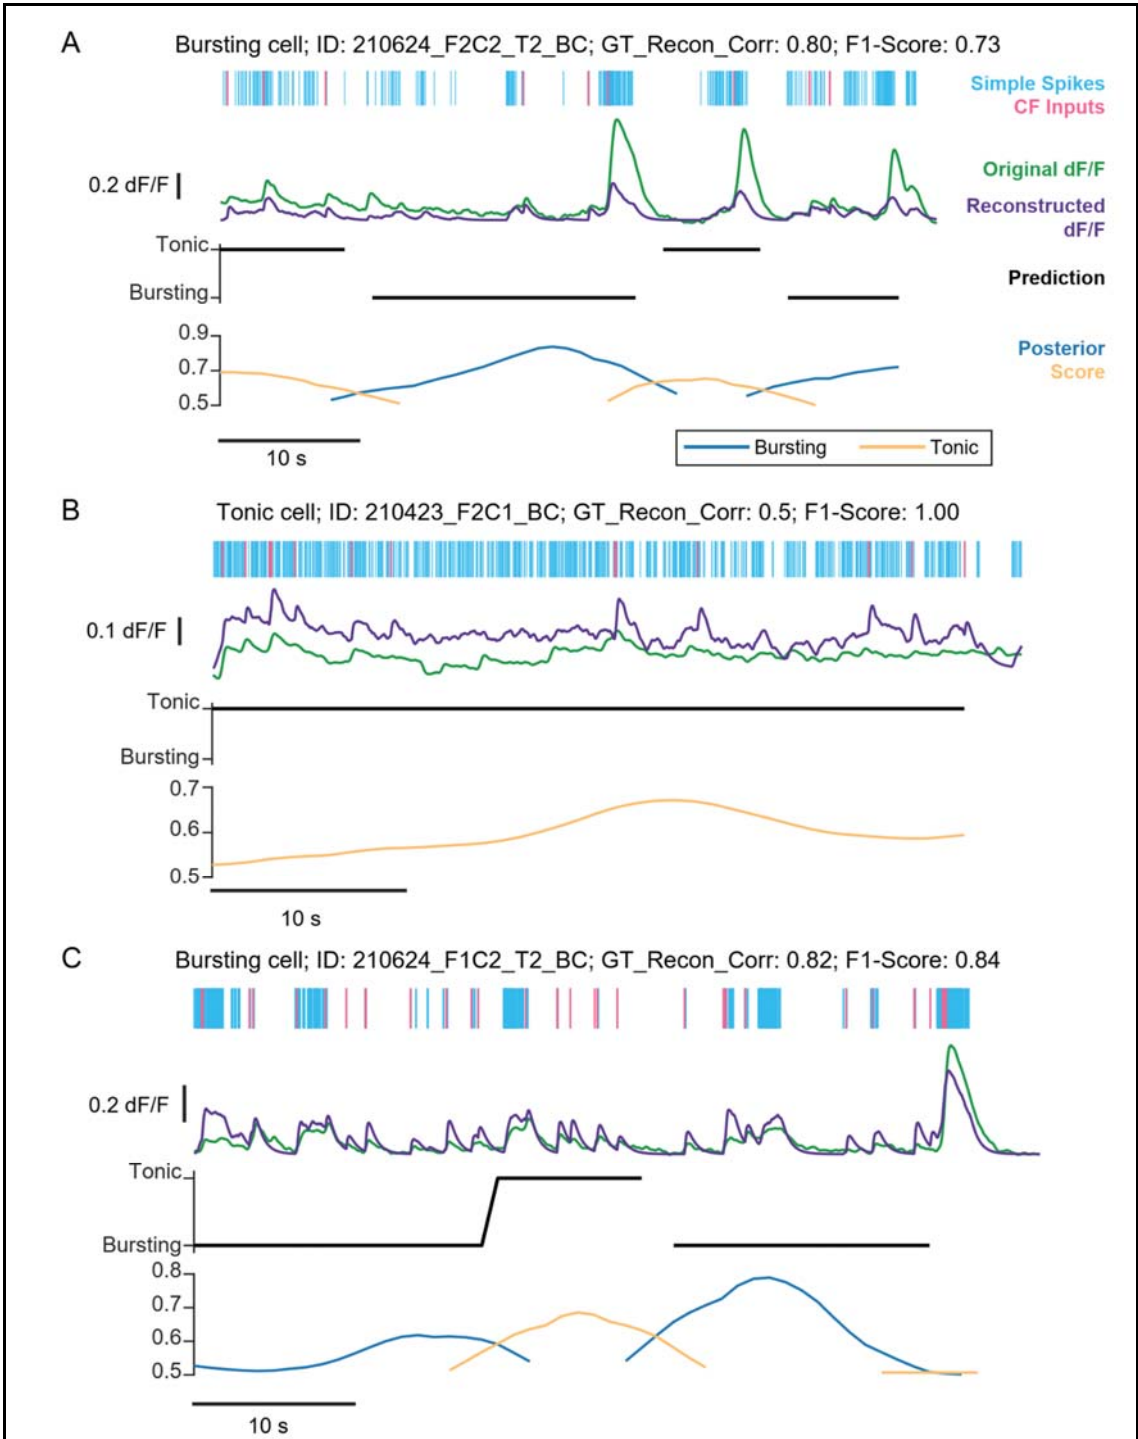 A
Bursting cell; ID: 210624_F2C2_T2_BC; GT_Recon_Corr: 0.80; F1-Score: 0.73
Simple Spikes
CF Inputs
0.2 dF/F
Original dF/F
Reconstructed
dF/F
Tonic
Bursting
Prediction
0.9
0.7
0.5
Posterior
Score
10 s
Bursting
Tonic
B
Tonic cell; ID: 210423_F2C1_BC; GT_Recon_Corr: 0.5; F1-Score: 1.00
0.1 dF/F
Tonic
Bursting
0.7
0.6
0.5
10 s
C
Bursting cell; ID: 210624_F1C2_T2_BC; GT_Recon_Corr: 0.82; F1-Score: 0.84
0.2 dF/F
Tonic
Bursting
0.8
0.7
0.6
0.5
10 s